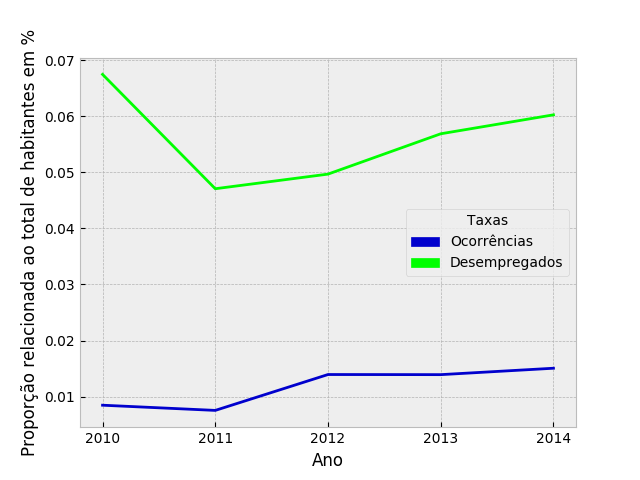 Proporção relacionada ao total de habitantes em %
0.07
0.06
0.05
0.04
0.03
0.02
0.01
Taxas
Ocorrências
Desempregados
2010 2011 2012 2013 2014
Ano